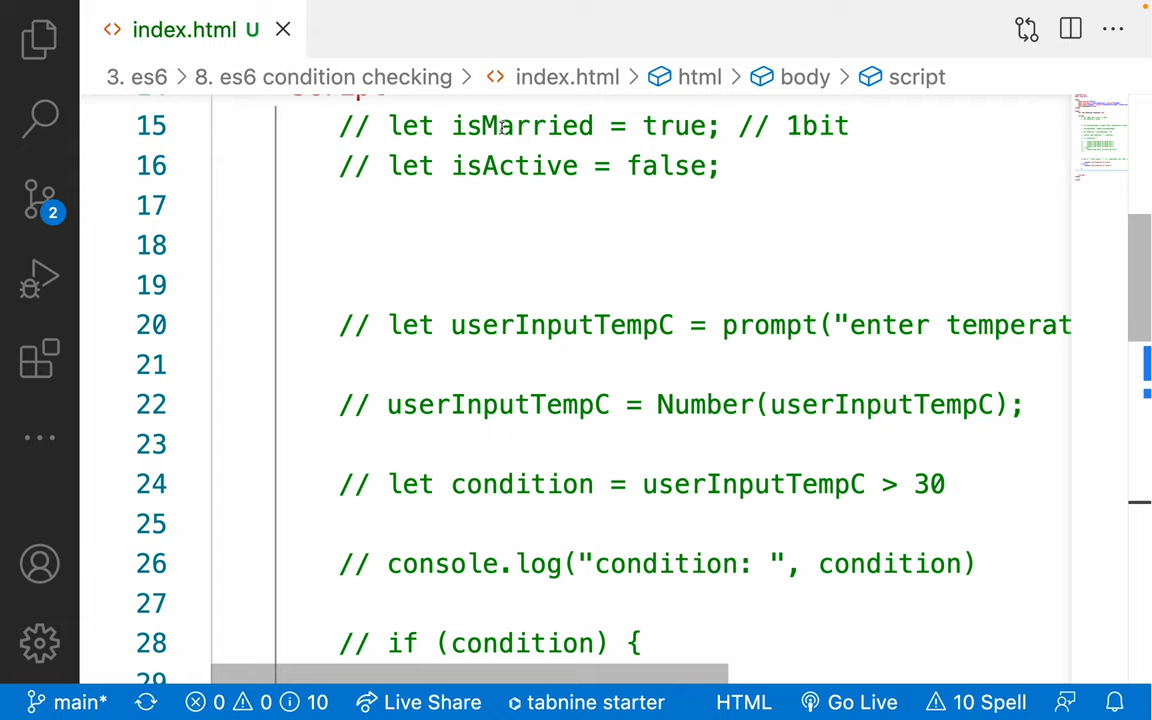 index.html U
3. es6 > 8. es6 condition checking > index.html > html > body > script
15 // let isMarried = true; // 1bit
16 // let isActive = false;
17
18
19
20 // let userInputTempC = prompt("enter temperat
21
22 // userInputTempC = Number(userInputTempC);
23
24 // let condition = userInputTempC > 30
25
26 // console.log("condition: ", condition)
27
28 // if (condition) {
29
2
main* 0 0 10 Live Share tabnine starter HTML Go Live 10 Spell